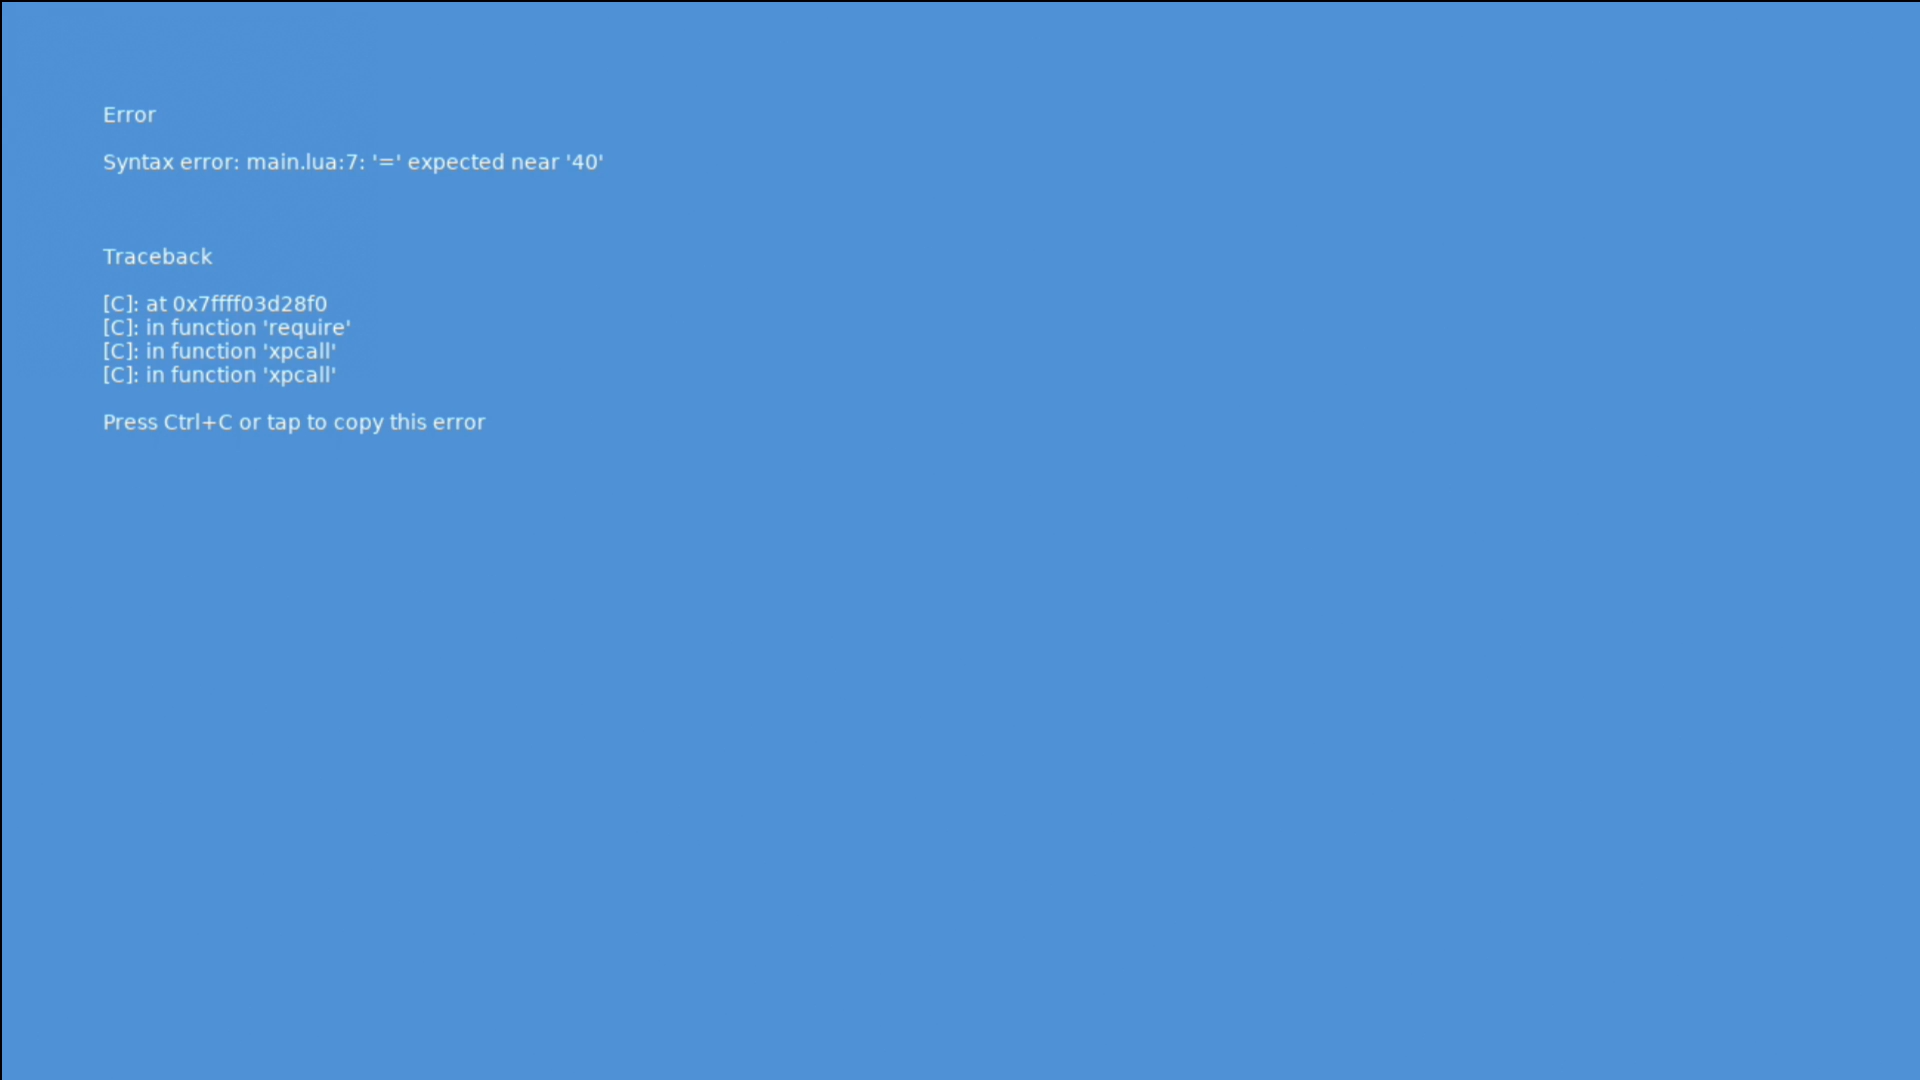 Error
Syntax error: main.lua:7: '=' expected near '40'
Traceback
[C]: at 0x7ffff03d28f0
[C]: in function 'require'
[C]: in function 'xpcall'
[C]: in function 'xpcall'
Press Ctrl+C or tap to copy this error